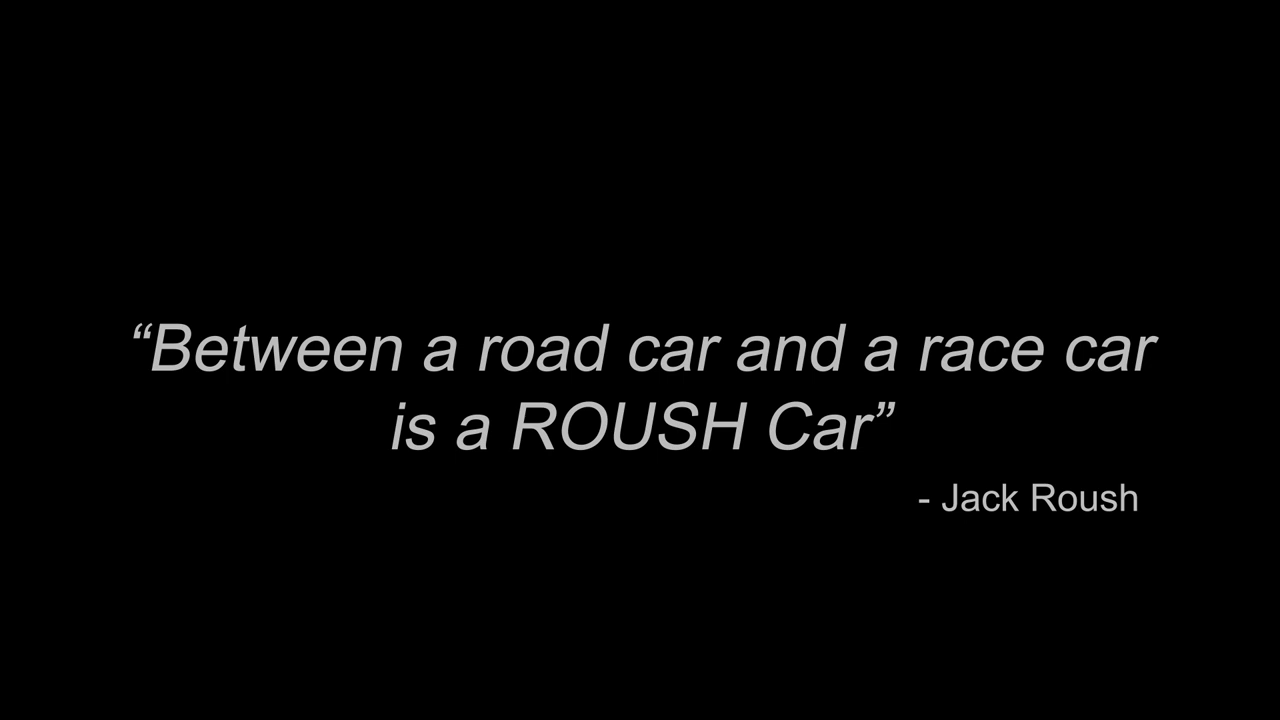 “Between a road car and a race car
is a ROUSH Car”
- Jack Roush